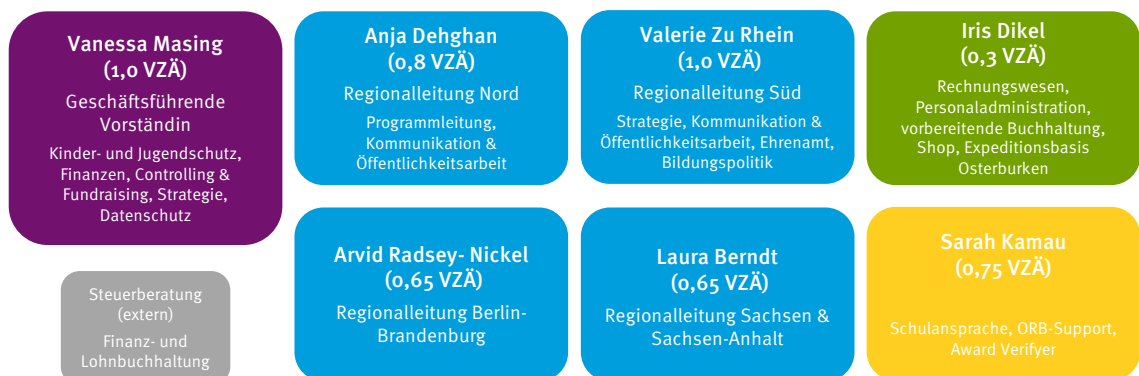 Vanessa Masing
(1,0 VZÄ)
Geschäftsführende
Vorständin
Kinder- und Jugendschutz,
Finanzen, Controlling &
Fundraising, Strategie,
Datenschutz
Anja Dehghan
(0,8 VZÄ)
Regionalleitung Nord
Programmleitung,
Kommunikation &
Öffentlichkeitsarbeit
Valerie Zu Rhein
(1,0 VZÄ)
Regionalleitung Süd
Strategie, Kommunikation &
Öffentlichkeitsarbeit, Ehrenamt,
Bildungspolitik
Iris Dikel
(0,3 VZÄ)
Rechnungswesen,
Personaladministration,
vorbereitende Buchhaltung,
Shop, Expeditionsbasis
Osterburken
Steuerberatung
(extern)
Finanz- und
Lohnbuchhaltung
Arvid Radsey- Nickel
(0,65 VZÄ)
Regionalleitung Berlin-
Brandenburg
Laura Berndt
(0,65 VZÄ)
Regionalleitung Sachsen &
Sachsen-Anhalt
Sarah Kamau
(0,75 VZÄ)
Schulansprache, ORB-Support,
Award Verifyer